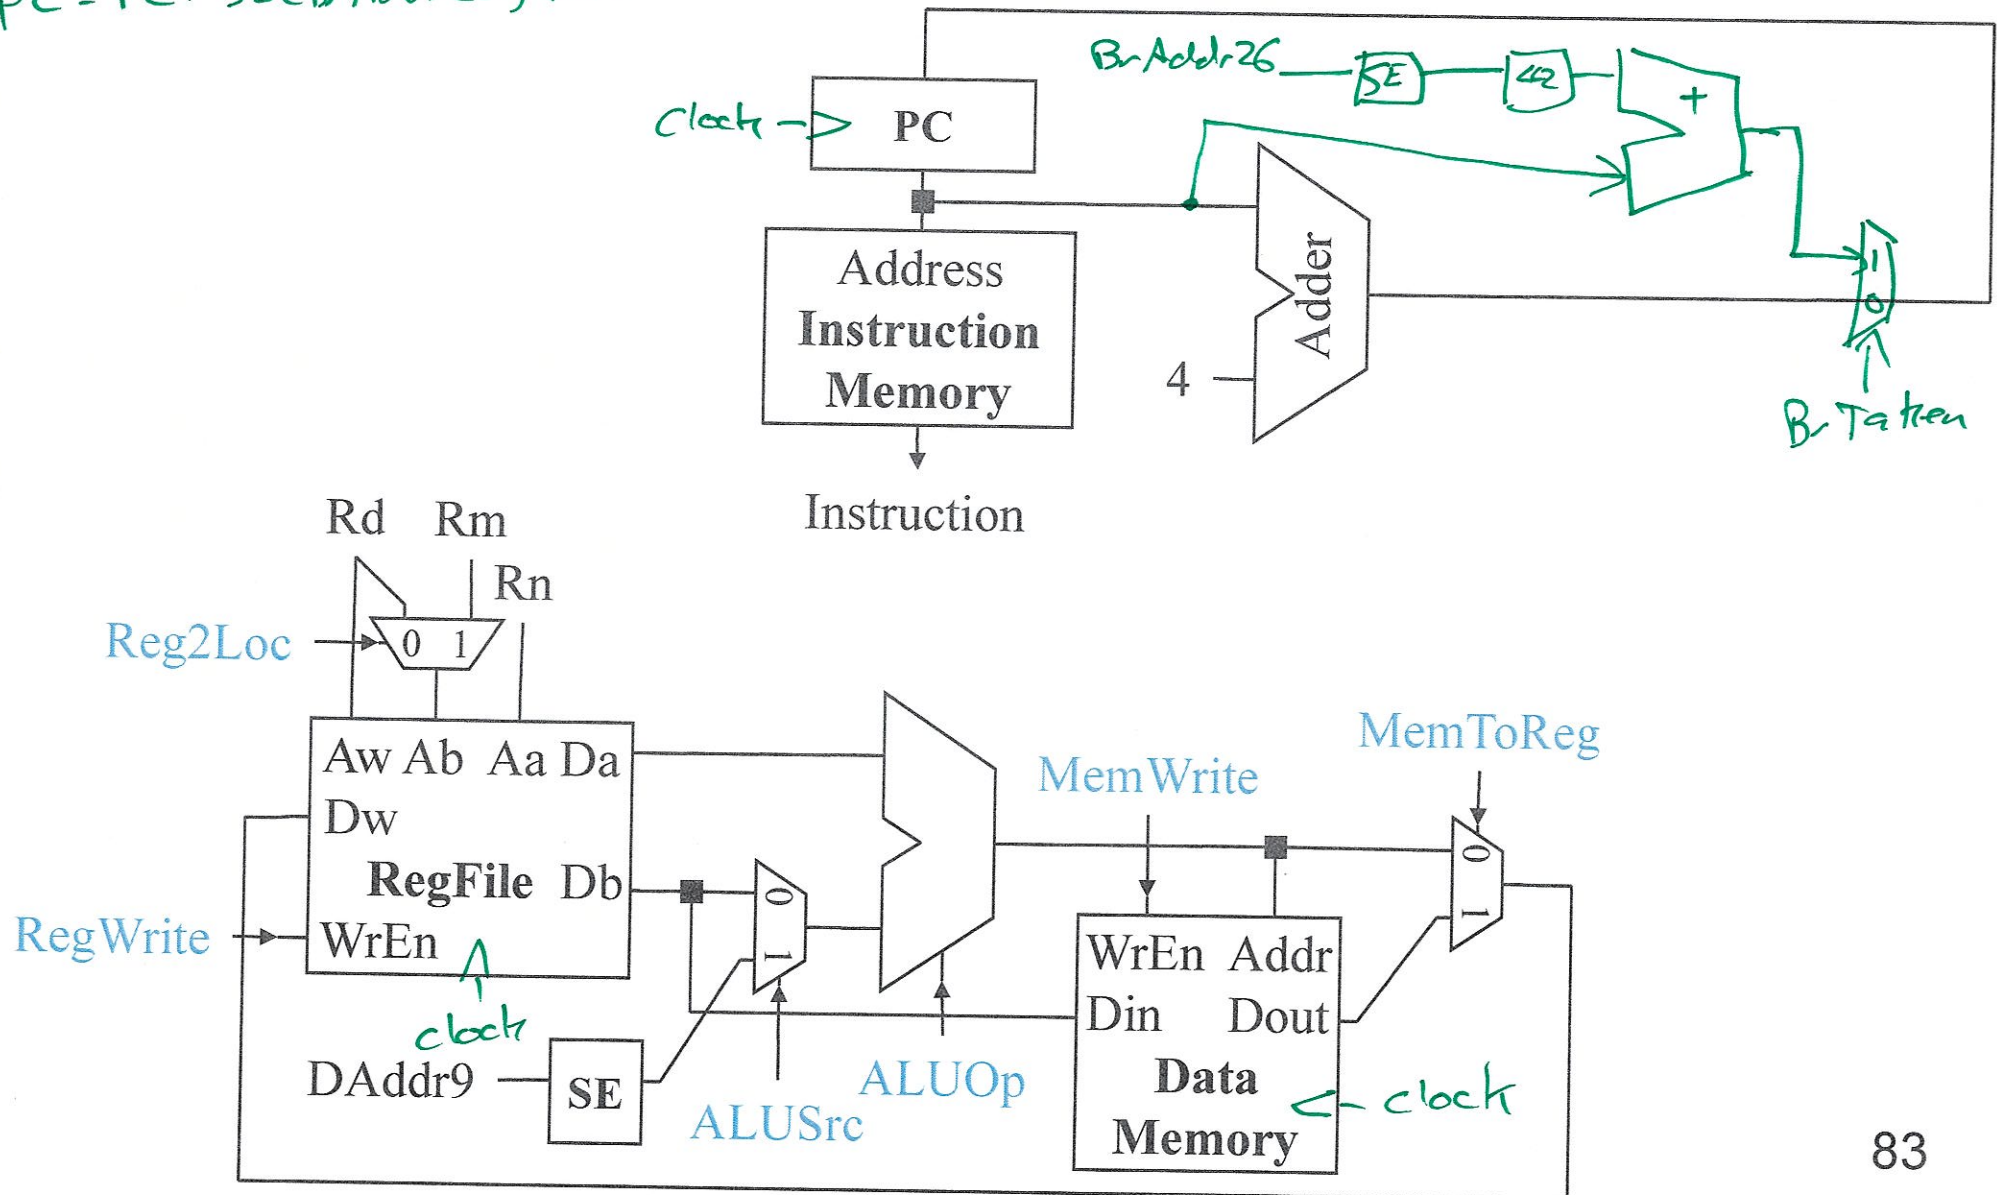 PC = PC +
BrAddr26
SE
<<2
+
Clock
PC
1
0
BrTaken
Address
Instruction
Memory
Adder
4
Instruction
Rd Rm
Rn
Reg2Loc
0 1
Aw Ab Aa Da
Dw
RegFile Db
RegWrite
WrEn
clock
DAddr9
SE
0
1
ALUSrc
ALUOp
MemWrite
MemToReg
0
1
WrEn Addr
Din Dout
Data
Memory
clock
83